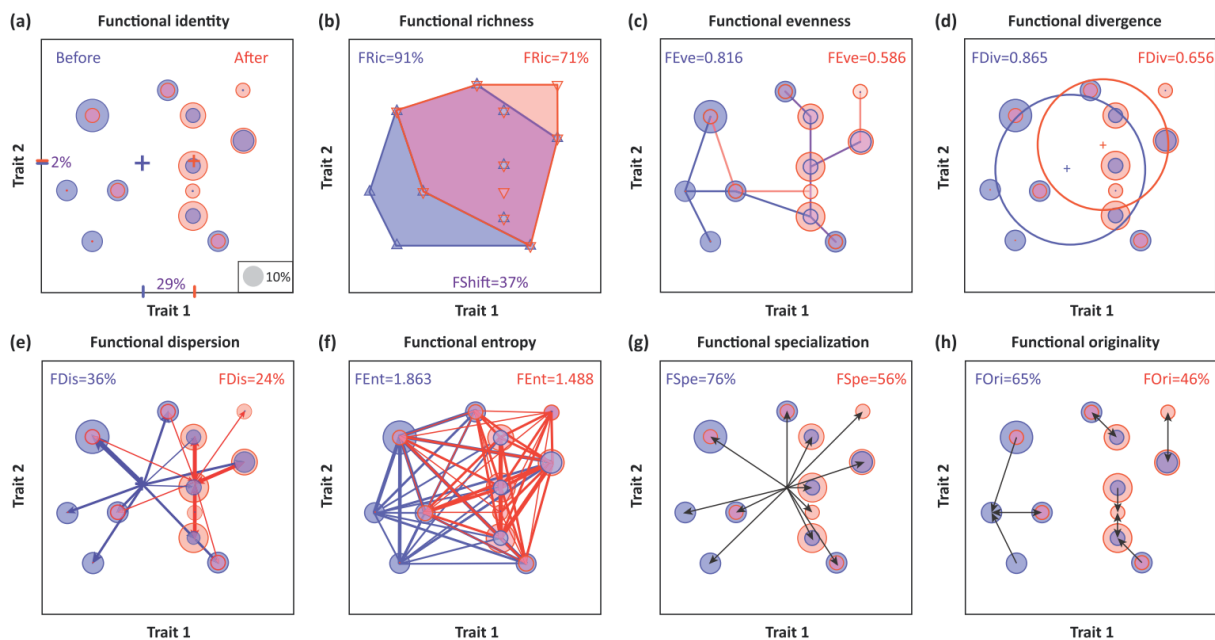 (a) Functional identity
Before
After
2%
29%
10%
Trait 2
Trait 1
(b) Functional richness
FRic=91%
FRic=71%
FShift=37%
Trait 2
Trait 1
(c) Functional evenness
FEve=0.816
FEve=0.586
Trait 2
Trait 1
(d) Functional divergence
FDiv=0.865
FDiv=0.656
Trait 2
Trait 1
(e) Functional dispersion
FDis=36%
FDis=24%
Trait 2
Trait 1
(f) Functional entropy
FEnt=1.863
FEnt=1.488
Trait 2
Trait 1
(g) Functional specialization
FSpe=76%
FSpe=56%
Trait 2
Trait 1
(h) Functional originality
FOri=65%
FOri=46%
Trait 2
Trait 1